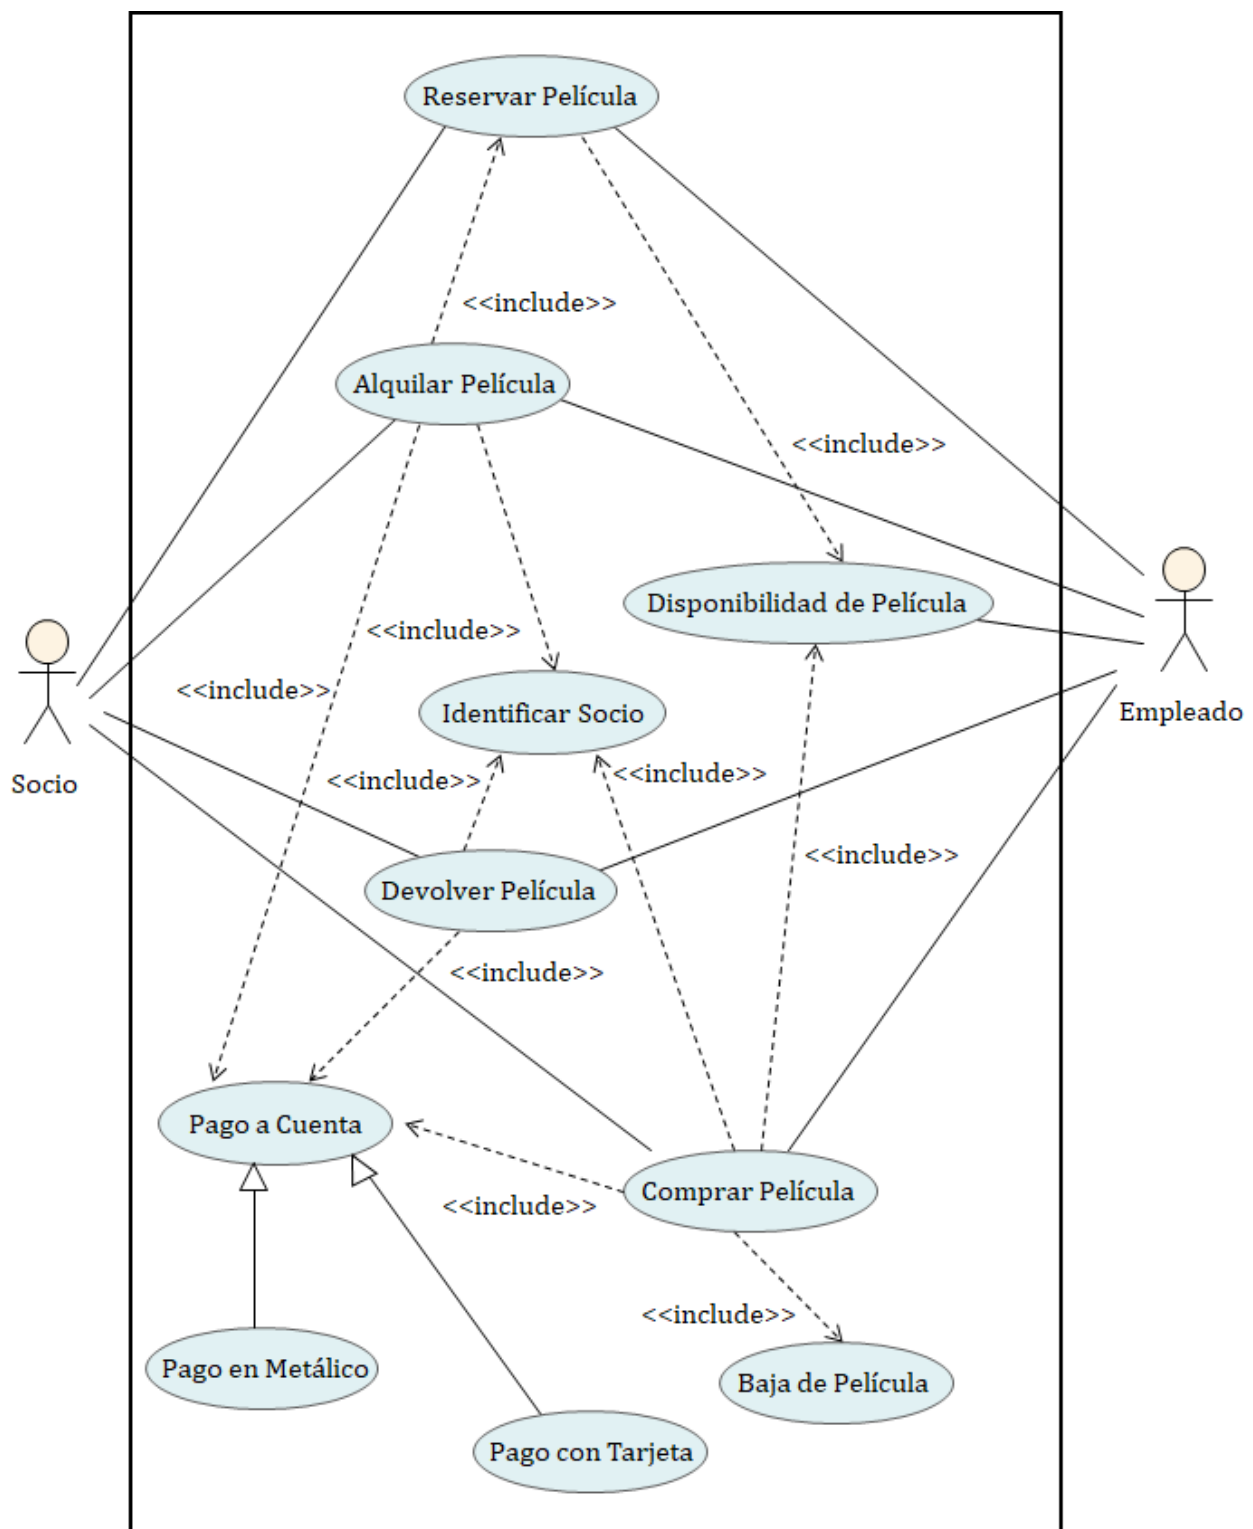 Reservar Película
<<include>>
Alquilar Película
<<include>>
Disponibilidad de Película
<<include>>
<<include>>
Identificar Socio
Empleado
Socio
<<include>>
<<include>>
<<include>>
Devolver Película
<<include>>
Pago a Cuenta
Comprar Película
<<include>>
<<include>>
Pago en Metálico
Baja de Película
Pago con Tarjeta